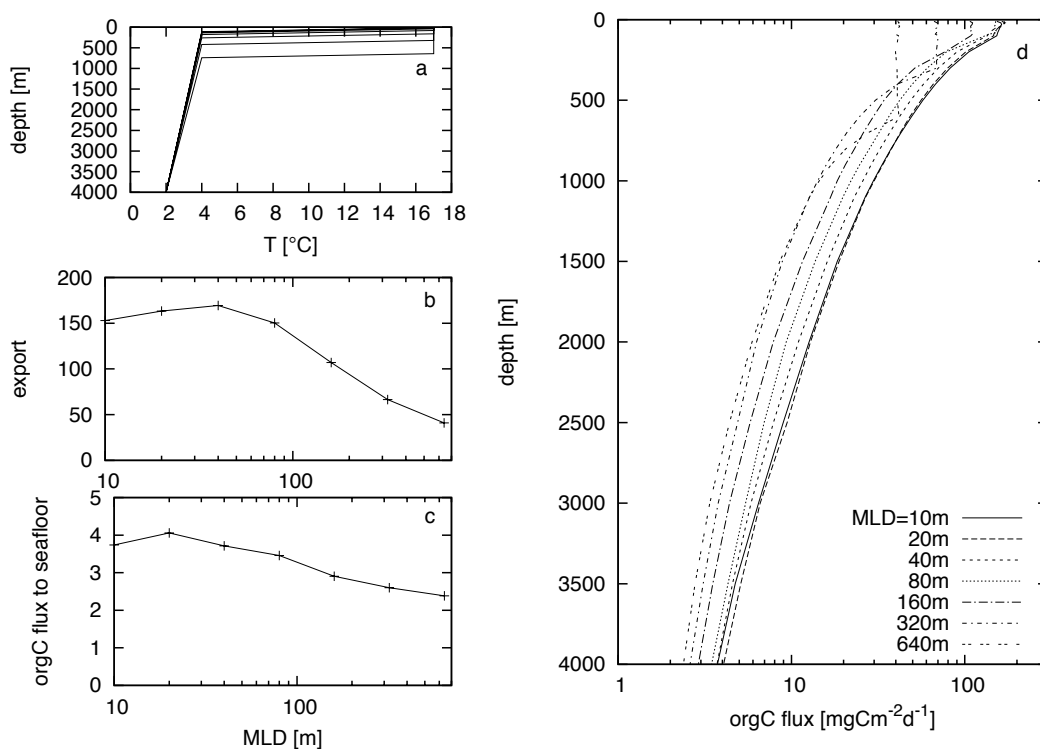 0
500
1000
1500
2000
2500
3000
3500
4000
depth [m]
a
0 2 4 6 8 10 12 14 16 18
T [°C]
200
150
100
50
0
export
b
10 100
5
4
3
2
1
0
orgC flux to seafloor
c
10 100
MLD [m]
0
500
1000
1500
2000
2500
3000
3500
4000
depth [m]
d
MLD=10m
20m
40m
80m
160m
320m
640m
1 10 100
orgC flux [mgCm⁻²d⁻¹]